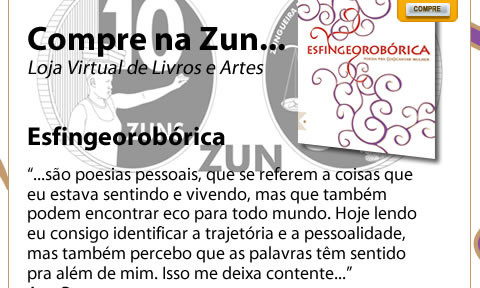 COMPRE
Compre na Zun...
Loja Virtual de Livros e Artes
ESFINGEOROBÓRICA
10
ZUNS
ZUN
Esfingeorobórica
“...são poesias pessoais, que se referem a coisas que
eu estava sentindo e vivendo, mas que também
podem encontrar eco para todo mundo. Hoje lendo
eu consigo identificar a trajetória e a pessoalidade,
mas também percebo que as palavras têm sentido
pra além de mim. Isso me deixa contente...”